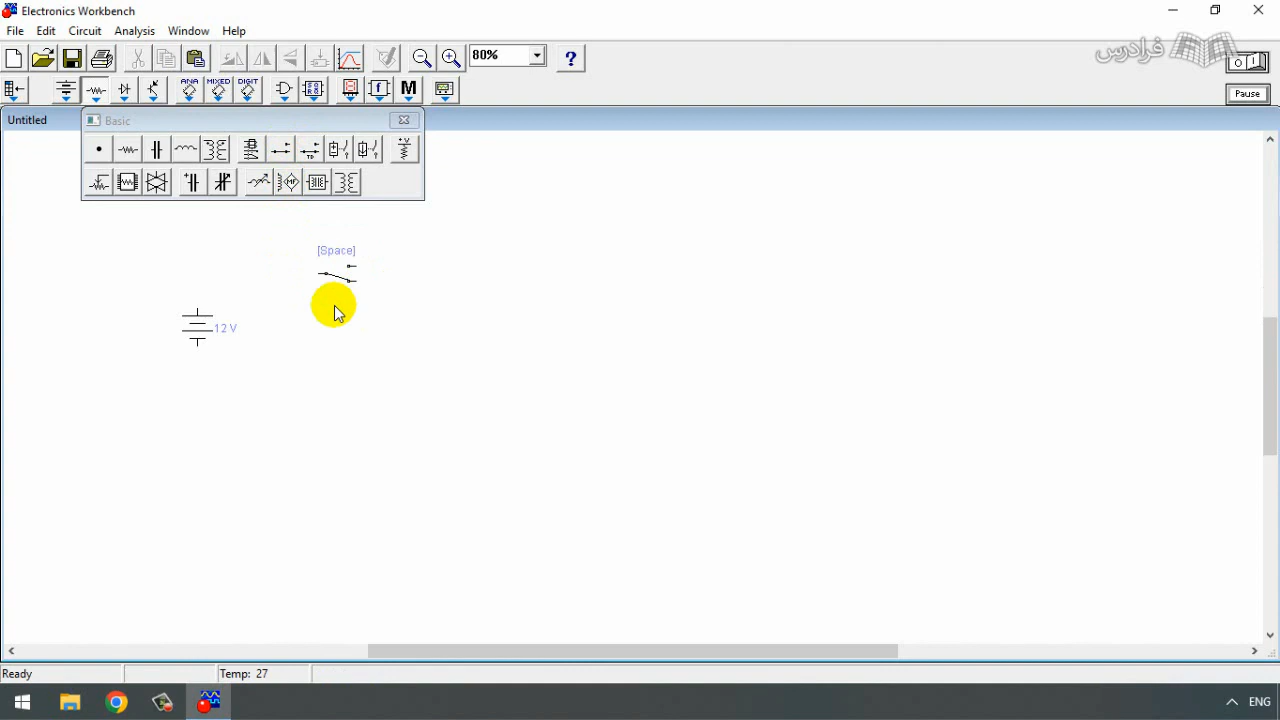 Electronics Workbench
File Edit Circuit Analysis Window Help
80%
?
فرادرس
ANA MIXED DIGIT
f M
O I
Pause
Untitled
Basic
TD
+V
[Space]
12 V
Ready Temp: 27
ENG